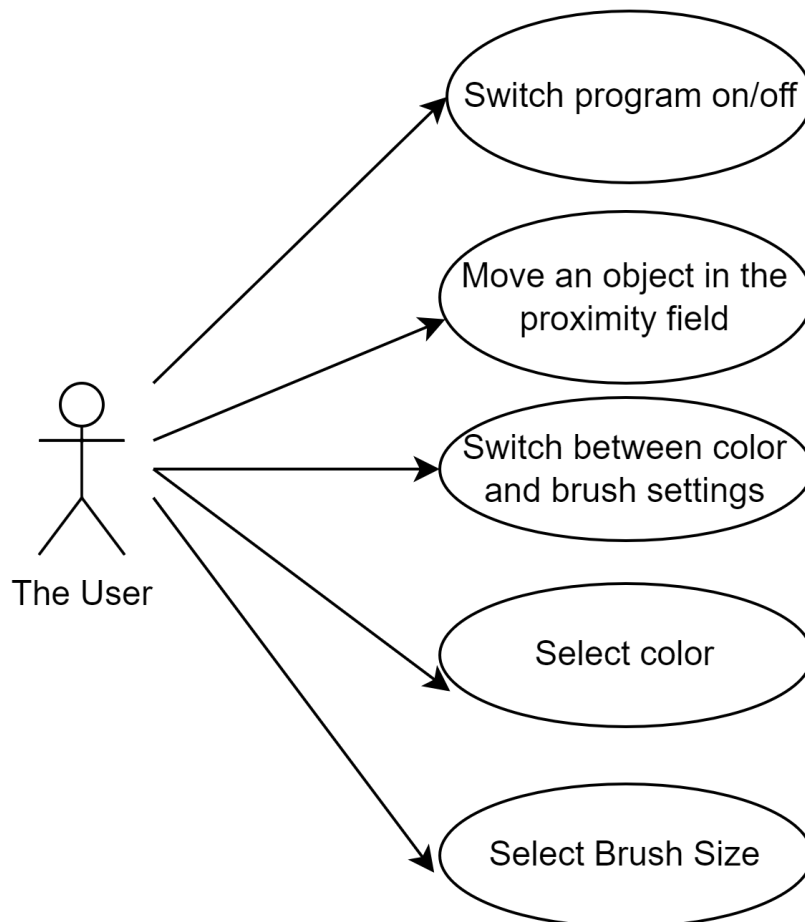 Switch program on/off
Move an object in the
proximity field
Switch between color
and brush settings
The User
Select color
Select Brush Size